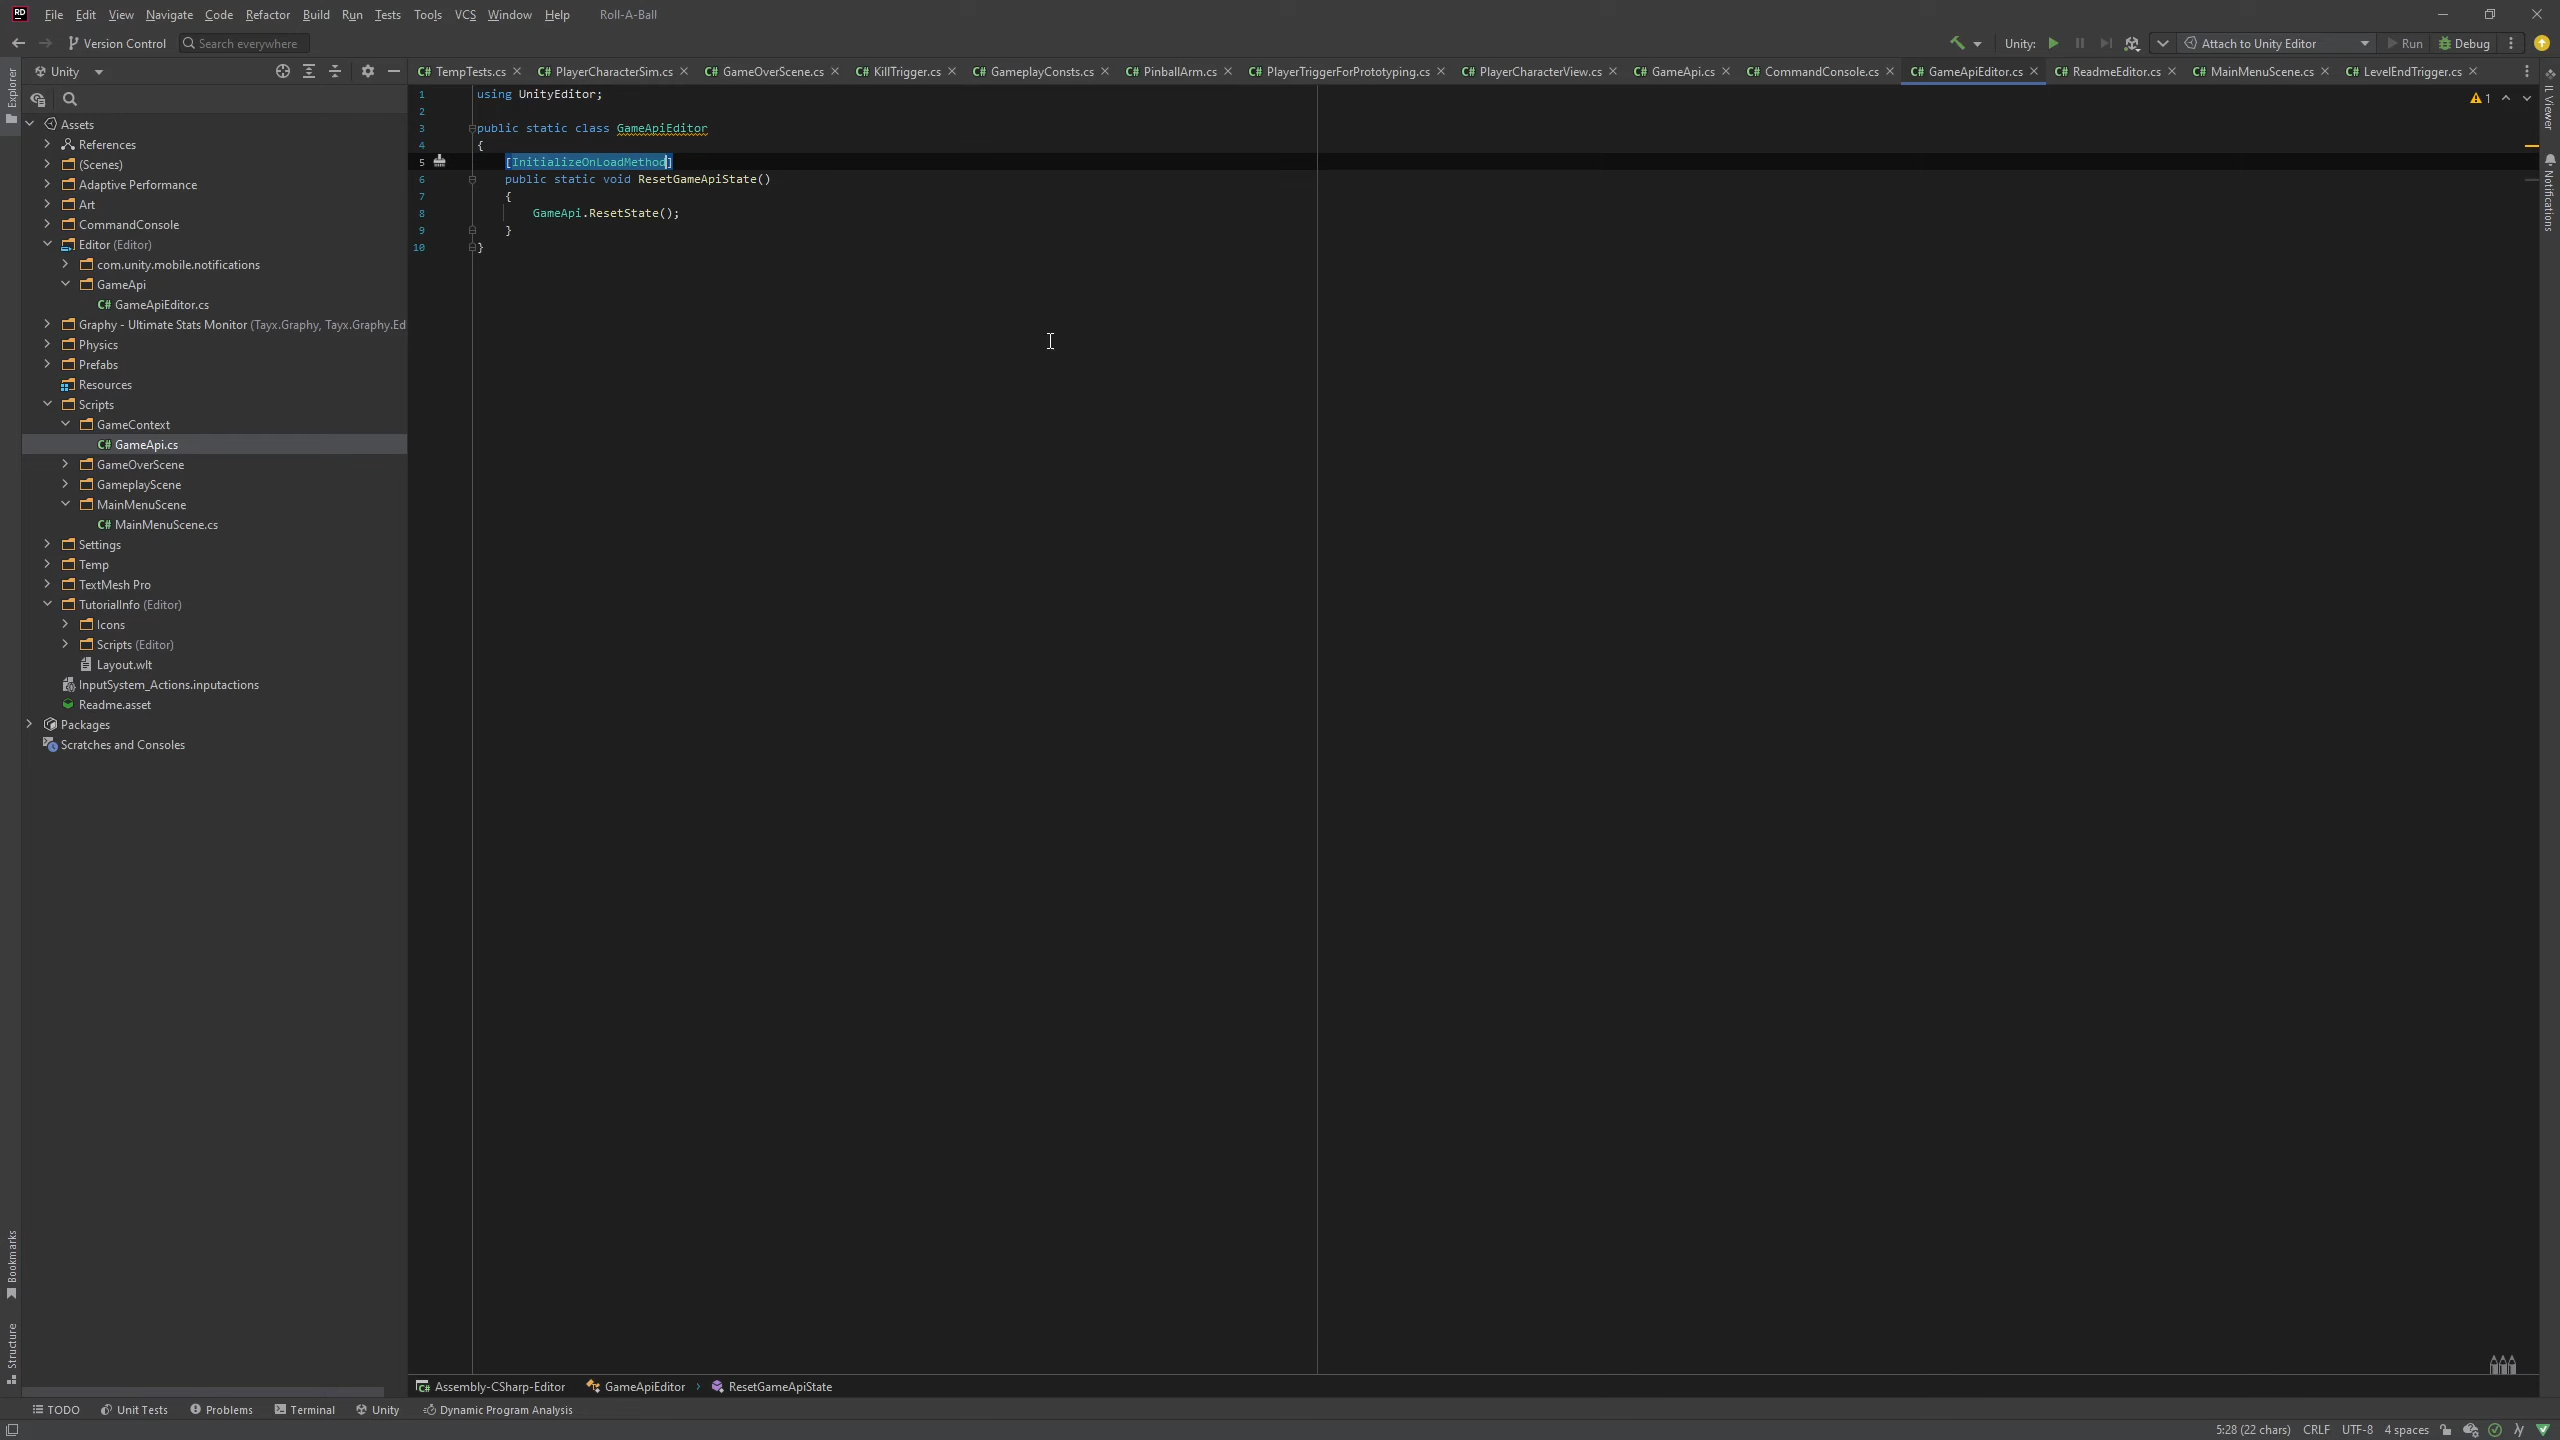 RD File Edit View Navigate Code Refactor Build Run Tests Tools VCS Window Help Roll-A-Ball
Version Control Search everywhere Unity: Attach to Unity Editor Run Debug
Unity
TempTests.cs PlayerCharacterSim.cs GameOverScene.cs KillTrigger.cs GameplayConsts.cs PinballArm.cs PlayerTriggerForPrototyping.cs PlayerCharacterView.cs GameApi.cs CommandConsole.cs GameApiEditor.cs ReadmeEditor.cs MainMenuScene.cs LevelEndTrigger.cs
Explorer
Assets
References
(Scenes)
Adaptive Performance
Art
CommandConsole
Editor (Editor)
com.unity.mobile.notifications
GameApi
C# GameApiEditor.cs
Graphy - Ultimate Stats Monitor (Tayx.Graphy, Tayx.Graphy.Ed
Physics
Prefabs
Resources
Scripts
GameContext
C# GameApi.cs
GameOverScene
GameplayScene
MainMenuScene
C# MainMenuScene.cs
Settings
Temp
TextMesh Pro
TutorialInfo (Editor)
Icons
Scripts (Editor)
Layout.wlt
InputSystem_Actions.inputactions
Readme.asset
Packages
Scratches and Consoles
Bookmarks
Structure
1 using UnityEditor;
2
3 public static class GameApiEditor
4 {
5 [InitializeOnLoadMethod]
6 public static void ResetGameApiState()
7 {
8 GameApi.ResetState();
9 }
10 }
1
IL Viewer
Notifications
Assembly-CSharp-Editor GameApiEditor ResetGameApiState
TODO Unit Tests Problems Terminal Unity Dynamic Program Analysis
5:28 (22 chars) CRLF UTF-8 4 spaces